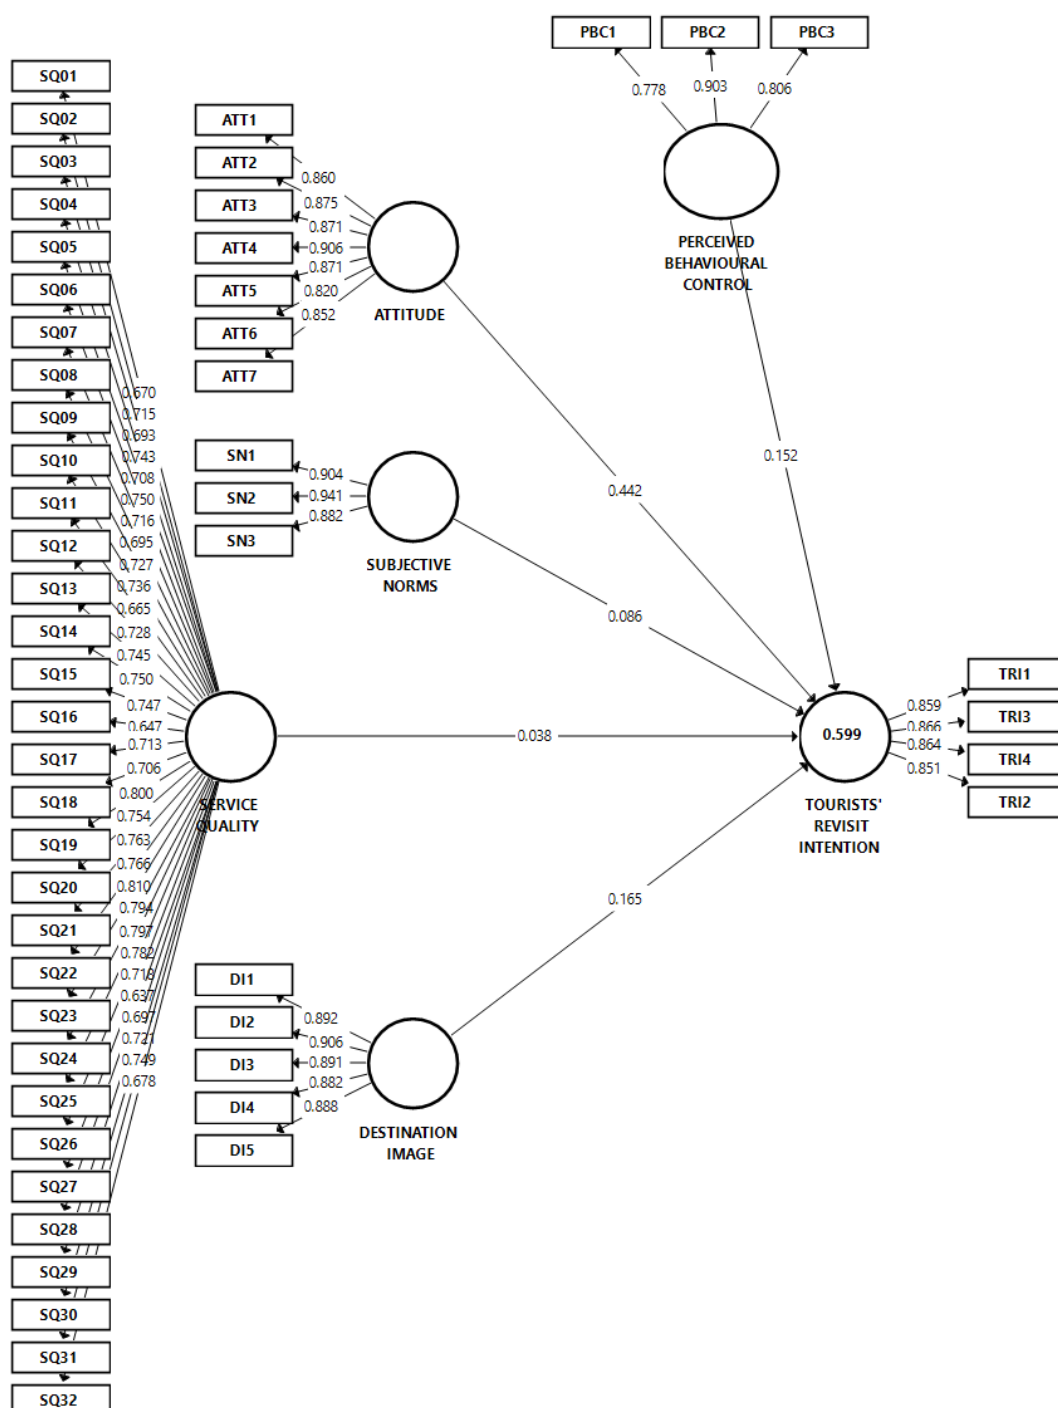 PBC1
PBC2
PBC3
0.778
0.903
0.806
PERCEIVED
BEHAVIOURAL
CONTROL
0.152
SQ01
SQ02
SQ03
SQ04
SQ05
SQ06
SQ07
SQ08
SQ09
SQ10
SQ11
SQ12
SQ13
SQ14
SQ15
SQ16
SQ17
SQ18
SQ19
SQ20
SQ21
SQ22
SQ23
SQ24
SQ25
SQ26
SQ27
SQ28
SQ29
SQ30
SQ31
SQ32
0.670
0.715
0.693
0.743
0.708
0.750
0.716
0.695
0.727
0.736
0.665
0.728
0.745
0.750
0.747
0.647
0.713
0.706
0.800
0.754
0.763
0.766
0.810
0.794
0.797
0.782
0.718
0.637
0.697
0.721
0.749
0.678
SERVICE
QUALITY
0.038
ATT1
ATT2
ATT3
ATT4
ATT5
ATT6
ATT7
0.860
0.875
0.871
0.906
0.871
0.820
0.852
ATTITUDE
0.442
SN1
SN2
SN3
0.904
0.941
0.882
SUBJECTIVE
NORMS
0.086
DI1
DI2
DI3
DI4
DI5
0.892
0.906
0.891
0.882
0.888
DESTINATION
IMAGE
0.165
0.599
TOURISTS'
REVISIT
INTENTION
0.859
0.866
0.864
0.851
TRI1
TRI3
TRI4
TRI2